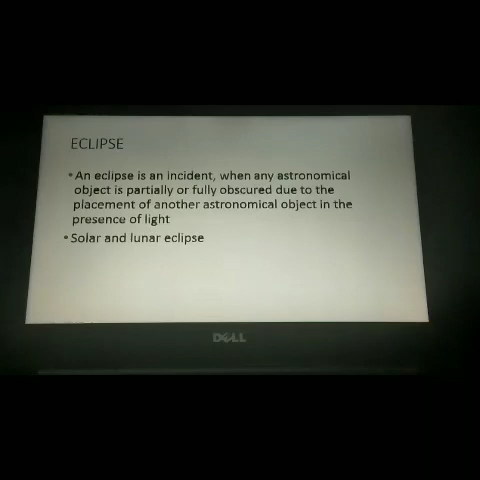 ECLIPSE
• An eclipse is an incident, when any astronomical
object is partially or fully obscured due to the
placement of another astronomical object in the
presence of light
• Solar and lunar eclipse
DELL